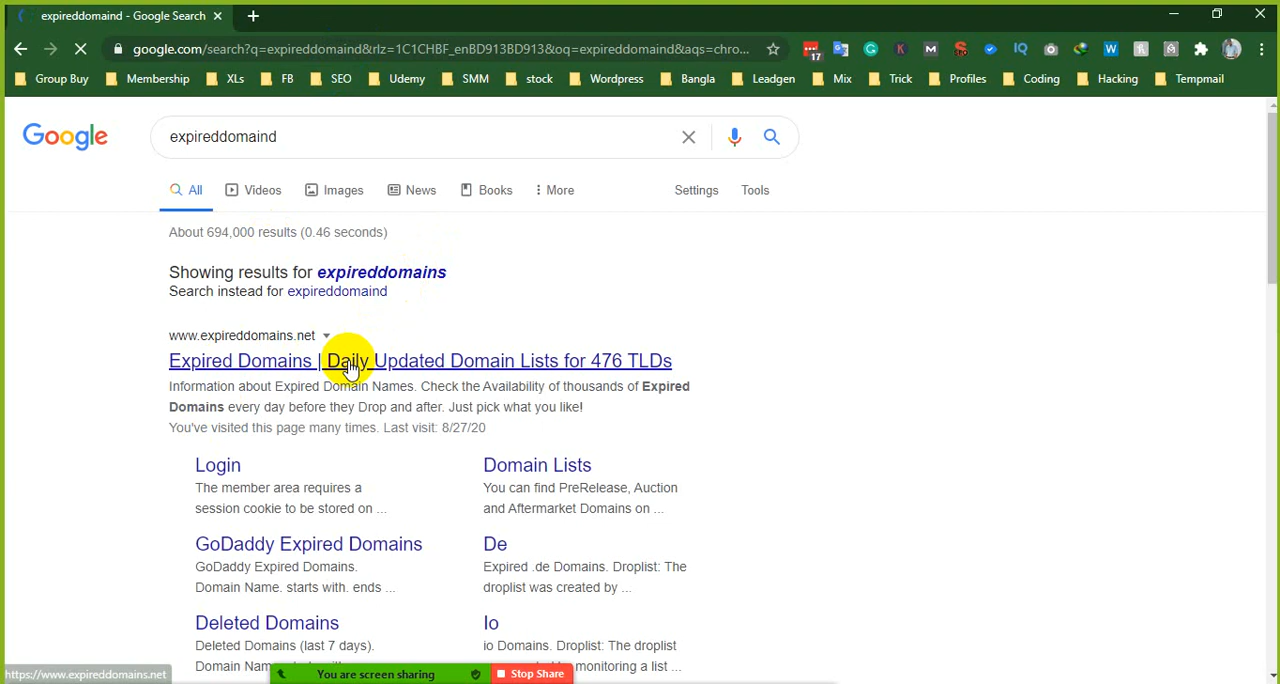 expireddomaind - Google Search
google.com/search?q=expireddomaind&rlz=1C1CHBF_enBD913BD913&oq=expireddomaind&aqs=chro...
17
Group Buy Membership XLs FB SEO Udemy SMM stock Wordpress Bangla Leadgen Mix Trick Profiles Coding Hacking Tempmail
Google
expireddomaind
All Videos Images News Books More Settings Tools
About 694,000 results (0.46 seconds)
Showing results for expireddomains
Search instead for expireddomaind
www.expireddomains.net
Expired Domains | Daily Updated Domain Lists for 476 TLDs
Information about Expired Domain Names. Check the Availability of thousands of Expired
Domains every day before they Drop and after. Just pick what you like!
You've visited this page many times. Last visit: 8/27/20
Login
The member area requires a
session cookie to be stored on ...
Domain Lists
You can find PreRelease, Auction
and Aftermarket Domains on ...
GoDaddy Expired Domains
GoDaddy Expired Domains.
Domain Name. starts with. ends ...
De
Expired .de Domains. Droplist: The
droplist was created by ...
Deleted Domains
Deleted Domains (last 7 days).
Domain
Io
io Domains. Droplist: The droplist
monitoring a list ...
https://www.expireddomains.net
You are screen sharing
Stop Share